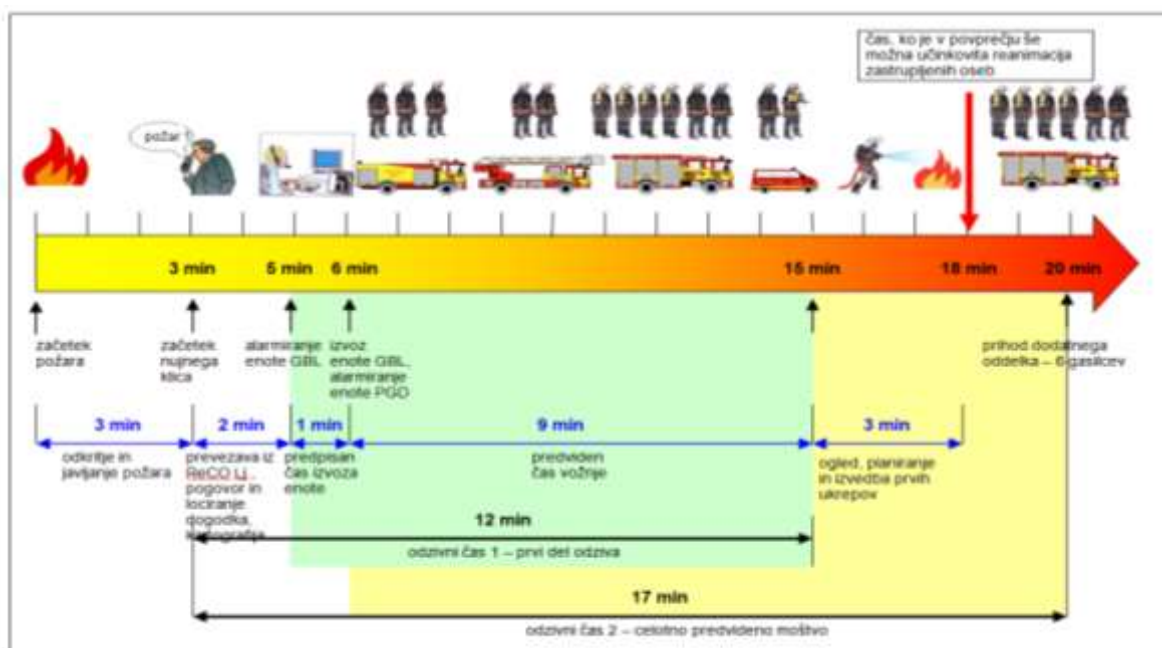 čas, ko je v povprečju še
možna učinkovita reanimacija
zastrupljenih oseb
požar
3 min
5 min
6 min
15 min
18 min
20 min
začetek
požara
začetek
nujnega
klica
alarmiranje
enote GBL
izvoz
enote GBL,
alarmiranje
enote PGD
prihod dodatnega
oddelka – 6 gasilcev
3 min
2 min
1 min
9 min
3 min
odkritje in
javljanje požara
prevezava iz
ReCO LJ,
pogovor in
lociranje
dogodka,
predpisan
čas izvoza
enote
predviden
čas vožnje
ogled, planiranje
in izvedba prvih
ukrepov
12 min
odzivni čas 1 – prvi del odziva
17 min
odzivni čas 2 – celotno predvideno moštvo